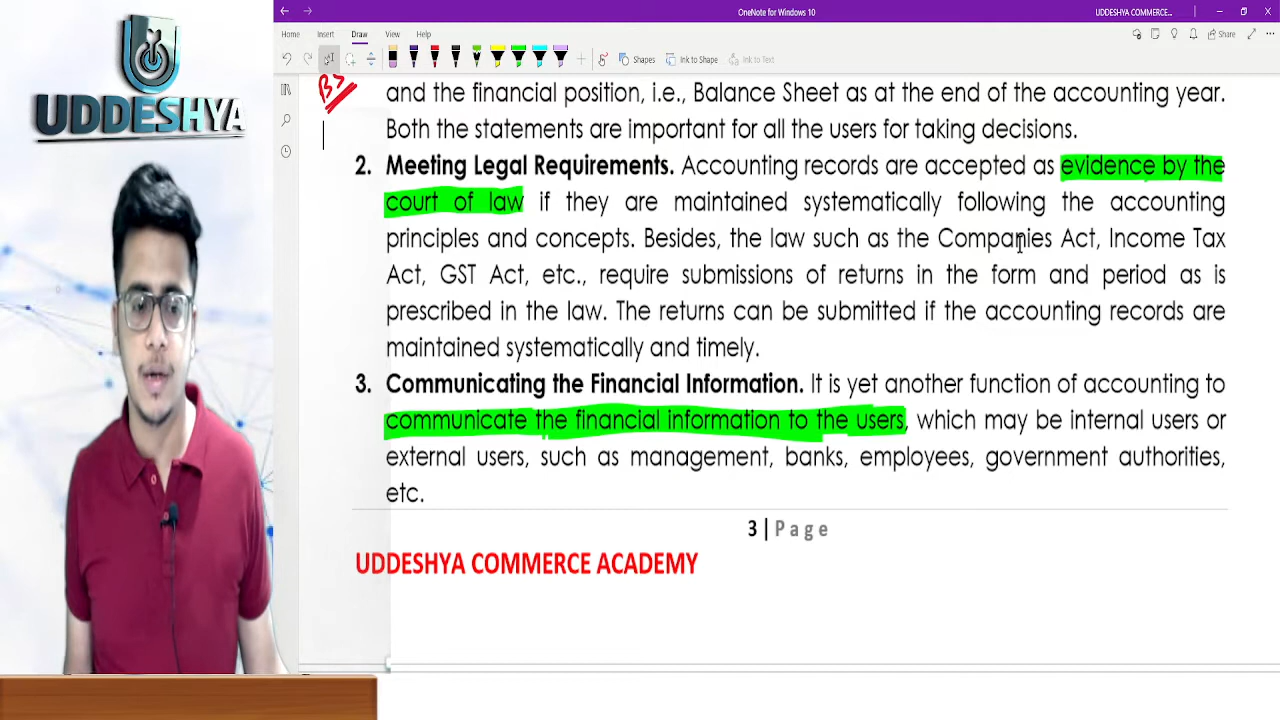 OneNote for Windows 10
UDDESHYA COMMERCE...
Home Insert Draw View Help
Share
Shapes Ink to Shape Ink to Text
UDDESHYA
BS
and the financial position, i.e., Balance Sheet as at the end of the accounting year.
Both the statements are important for all the users for taking decisions.
2. Meeting Legal Requirements. Accounting records are accepted as evidence by the
court of law if they are maintained systematically following the accounting
principles and concepts. Besides, the law such as the Companies Act, Income Tax
Act, GST Act, etc., require submissions of returns in the form and period as is
prescribed in the law. The returns can be submitted if the accounting records are
maintained systematically and timely.
3. Communicating the Financial Information. It is yet another function of accounting to
communicate the financial information to the users, which may be internal users or
external users, such as management, banks, employees, government authorities,
etc.
3 | Page
UDDESHYA COMMERCE ACADEMY